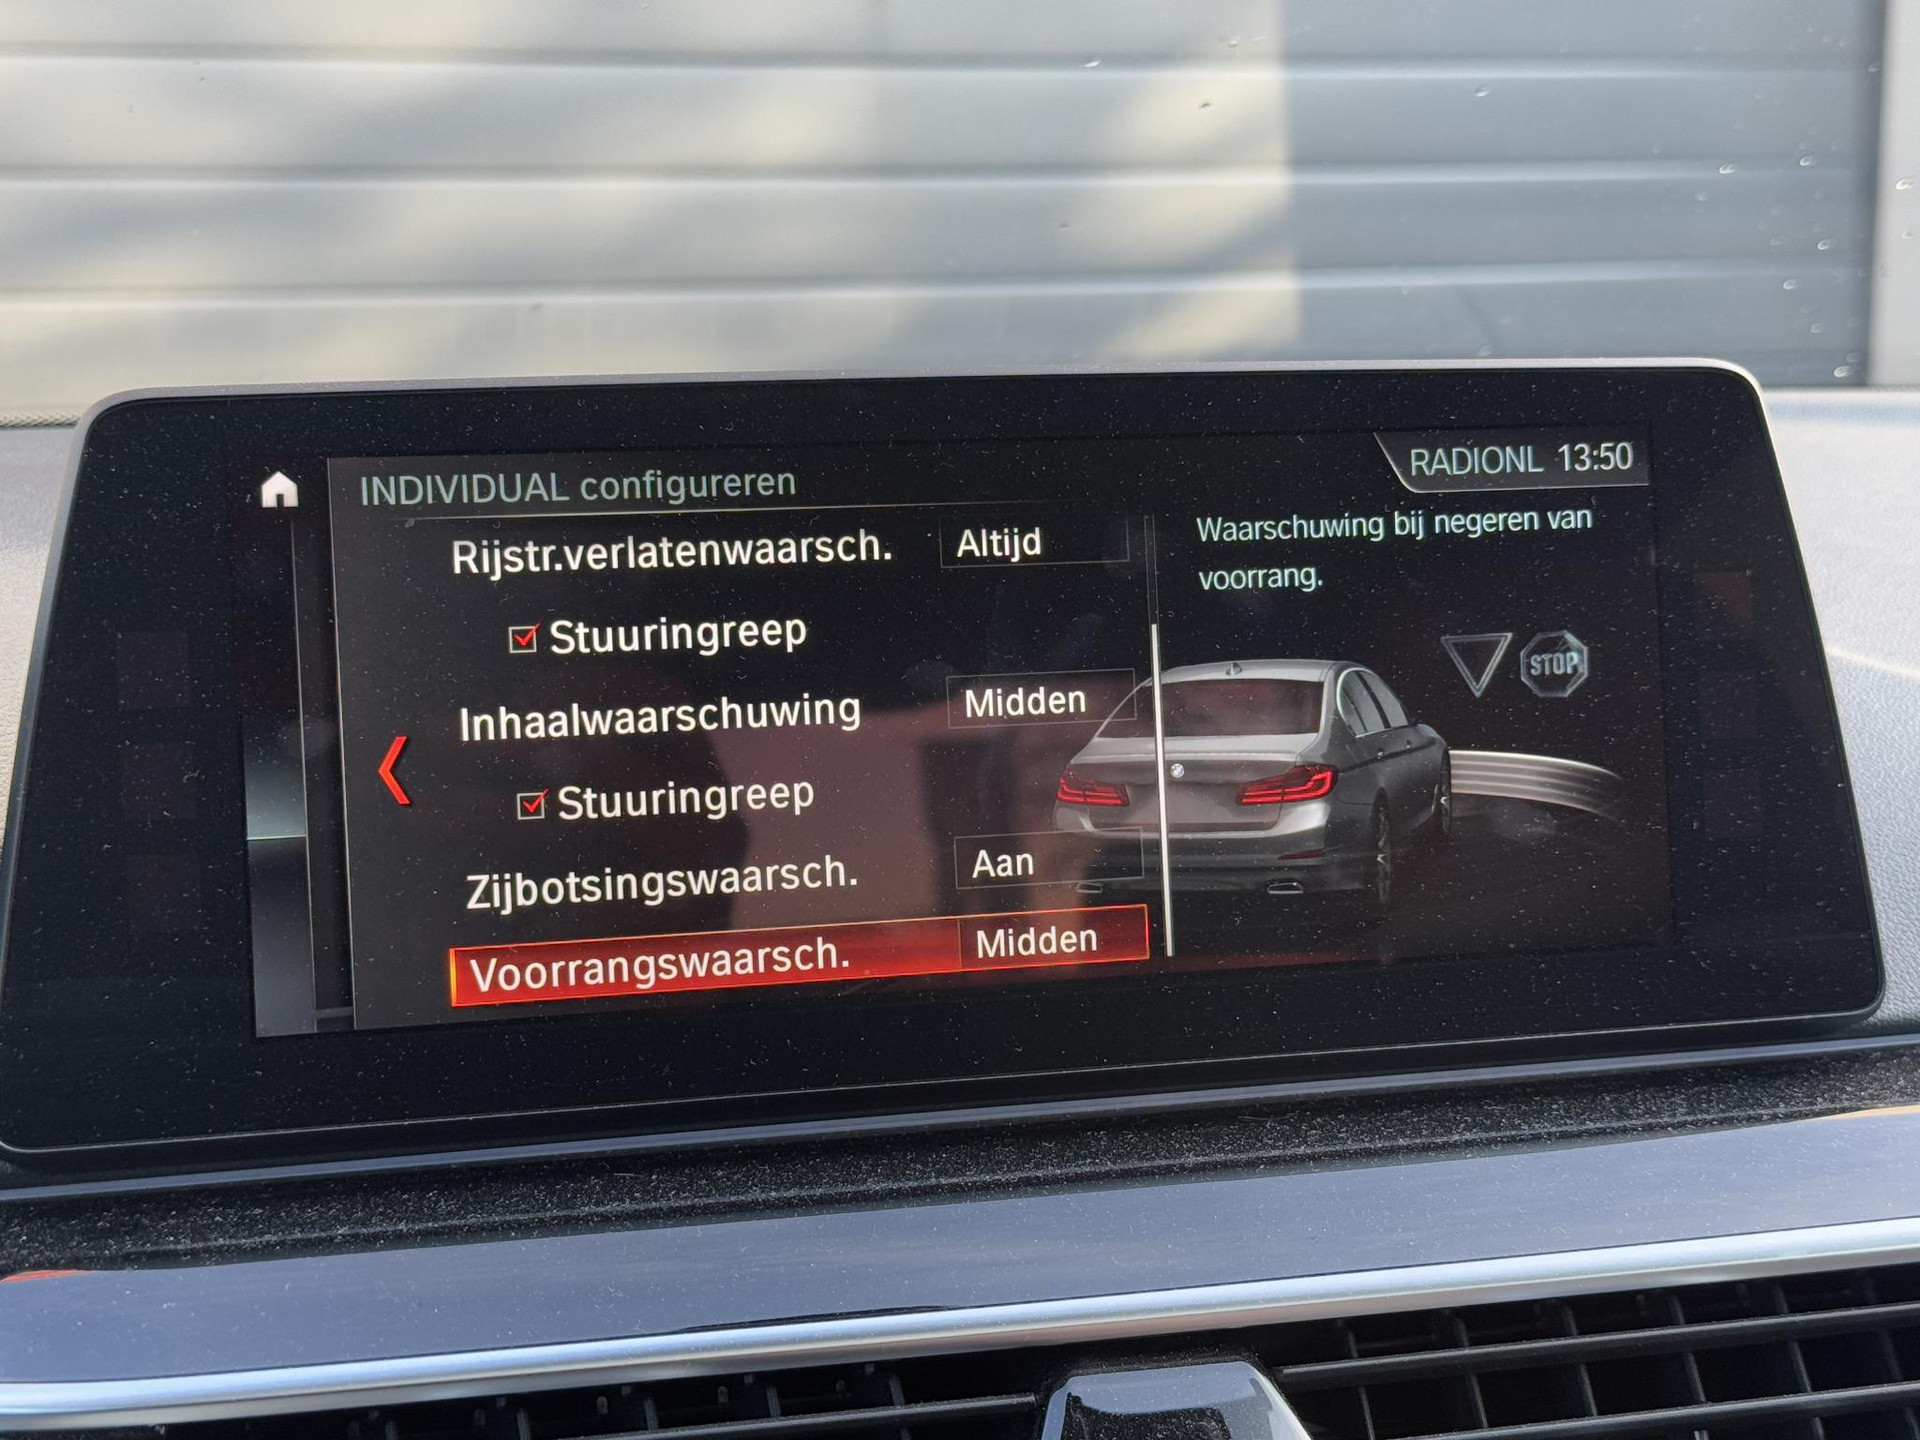 INDIVIDUAL configureren
RADIONL 13:50
Rijstr.verlatenwaarsch. Altijd
Stuuringreep
Inhaalwaarschuwing Midden
Stuuringreep
Zijbotsingswaarsch. Aan
Voorrangswaarsch. Midden
Waarschuwing bij negeren van
voorrang.
STOP